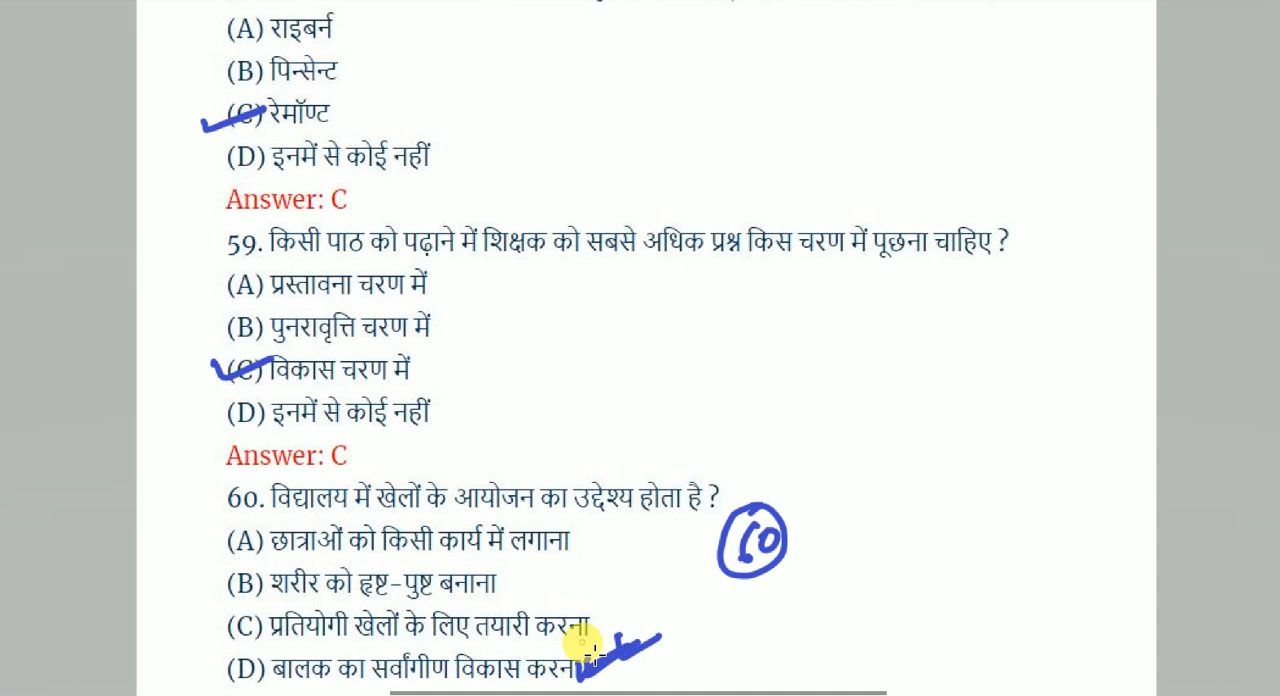 (A) राइबर्न
(B) पिन्सेन्ट
(C) रेमॉण्ट
(D) इनमें से कोई नहीं
Answer: C
59. किसी पाठ को पढ़ाने में शिक्षक को सबसे अधिक प्रश्न किस चरण में पूछना चाहिए ?
(A) प्रस्तावना चरण में
(B) पुनरावृत्ति चरण में
(C) विकास चरण में
(D) इनमें से कोई नहीं
Answer: C
60. विद्यालय में खेलों के आयोजन का उद्देश्य होता है ?
(A) छात्राओं को किसी कार्य में लगाना
60
(B) शरीर को हृष्ट-पुष्ट बनाना
(C) प्रतियोगी खेलों के लिए तयारी करना
(D) बालक का सर्वांगीण विकास करना